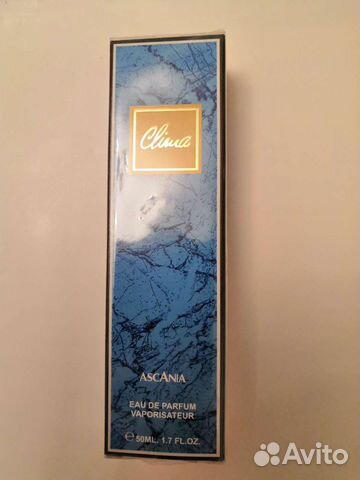 Clima
ASCANIA
EAU DE PARFUM
VAPORISATEUR
℮50ML. 1.7 FL.OZ.
Avito